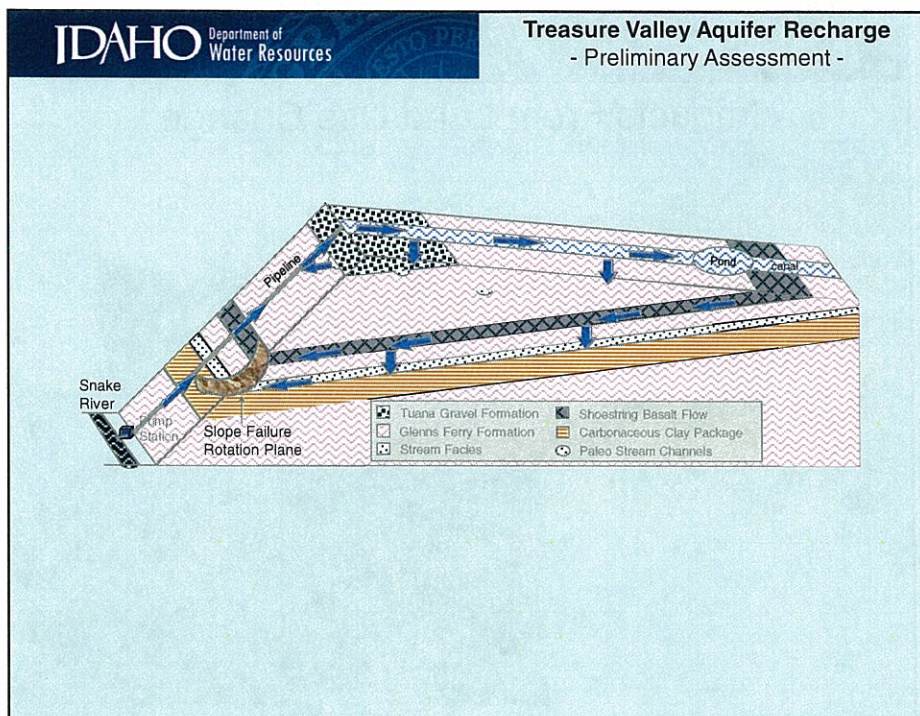 IDAHO Department of Water Resources
Treasure Valley Aquifer Recharge
- Preliminary Assessment -
Pipeline
Pond
canal
Snake
River
Pump
Station
Slope Failure
Rotation Plane
Tuana Gravel Formation
Glenns Ferry Formation
Stream Facies
Shoestring Basalt Flow
Carbonaceous Clay Package
Paleo Stream Channels